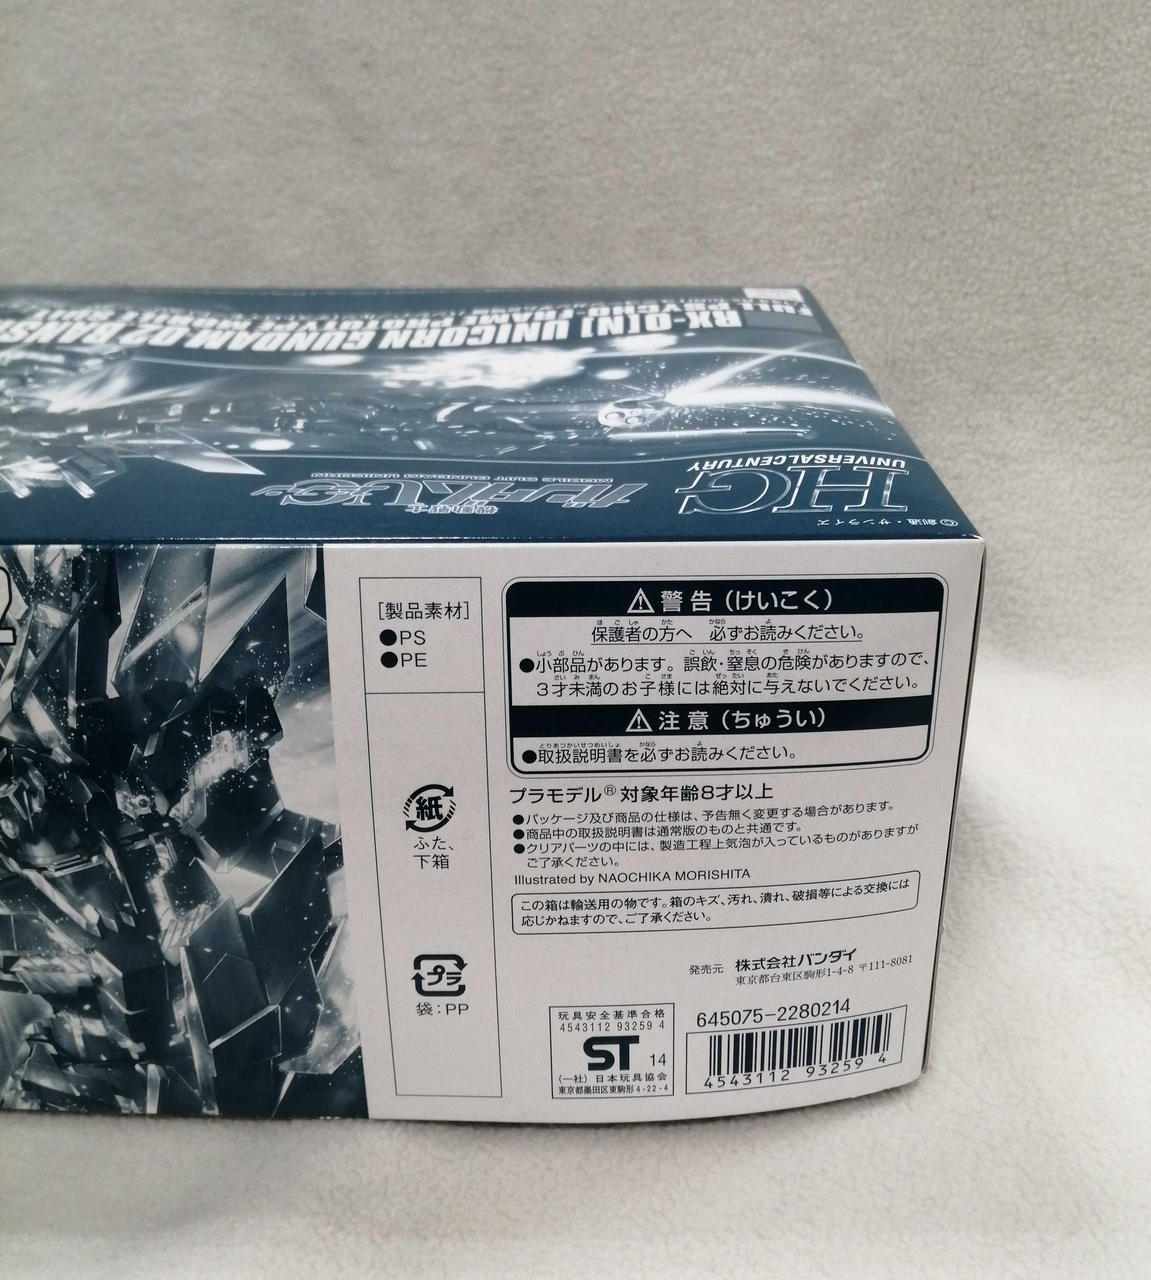 RX-0[N] UNICORN GUNDAM 02 BANSH
FULL PSYCHO-FRAME PROTOTYPE MOBILE SUIT
HG
UNIVERSAL CENTURY
機動戦士
ガンダムUC
MOBILE SUIT GUNDAM UNICORN
©創通・サンライズ
2
[製品素材]
●PS
●PE
紙
ふた、
下箱
プラ
袋:PP
⚠警告(けいこく)
保護者の方へ 必ずお読みください。
●小部品があります。誤飲・窒息の危険がありますので、
3才未満のお子様には絶対に与えないでください。
⚠注意(ちゅうい)
●取扱説明書を必ずお読みください。
プラモデル® 対象年齢8才以上
●パッケージ及び商品の仕様は、予告無く変更する場合があります。
●商品中の取扱説明書は通常版のものと共通です。
●クリアパーツの中には、製造工程上気泡が入っているものがありますが
ご了承ください。
Illustrated by NAOCHIKA MORISHITA
この箱は輸送用の物です。箱のキズ、汚れ、潰れ、破損等による交換には
応じかねますので、ご了承ください。
発売元 株式会社バンダイ
東京都台東区駒形1-4-8 〒111-8081
玩具安全基準合格
4543112 93259 4
ST 14
(一社) 日本玩具協会
東京都墨田区東駒形4-22-4
645075-2280214
4543112 93259 4